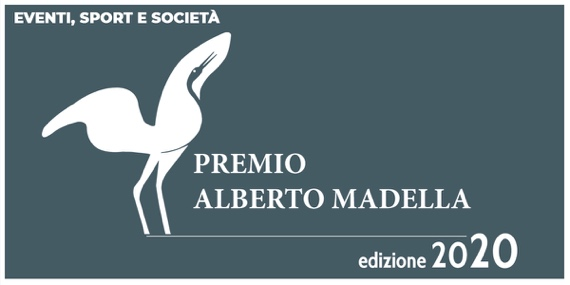 EVENTI, SPORT E SOCIETÀ
PREMIO
ALBERTO MADELLA
edizione 2020